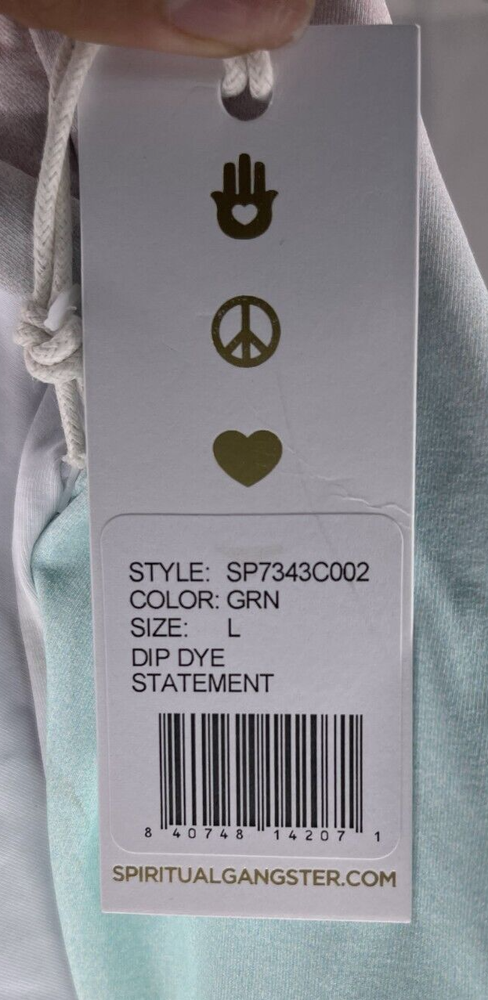 STYLE: SP7343C002
COLOR: GRN
SIZE: L
DIP DYE
STATEMENT
8 40748 14207 1
SPIRITUALGANGSTER.COM